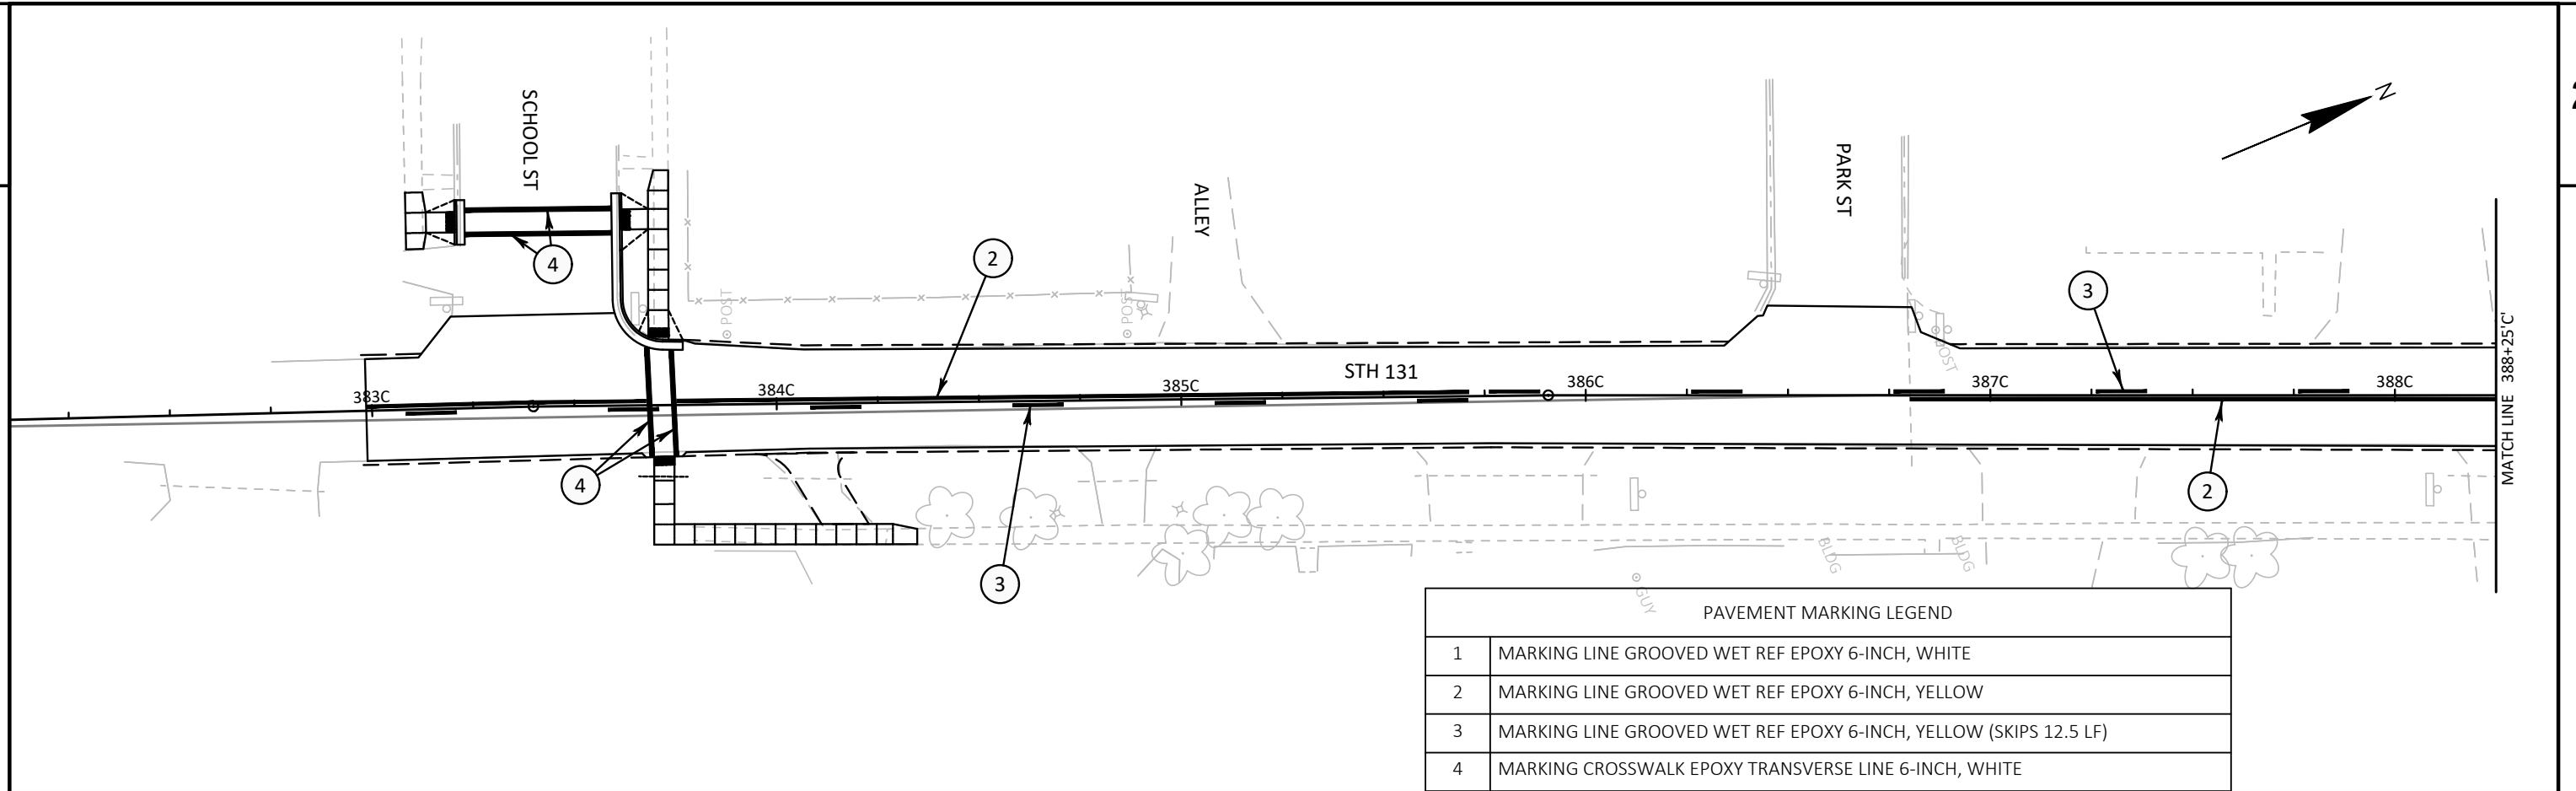 SCHOOL ST
ALLEY
PARK ST
N
2
3
4
POST
POST
POST
STH 131
383C
384C
385C
386C
387C
388C
MATCH LINE 388+25'C'
4
3
2
BLDG
BLDG
GUY
PAVEMENT MARKING LEGEND
1 MARKING LINE GROOVED WET REF EPOXY 6-INCH, WHITE
2 MARKING LINE GROOVED WET REF EPOXY 6-INCH, YELLOW
3 MARKING LINE GROOVED WET REF EPOXY 6-INCH, YELLOW (SKIPS 12.5 LF)
4 MARKING CROSSWALK EPOXY TRANSVERSE LINE 6-INCH, WHITE